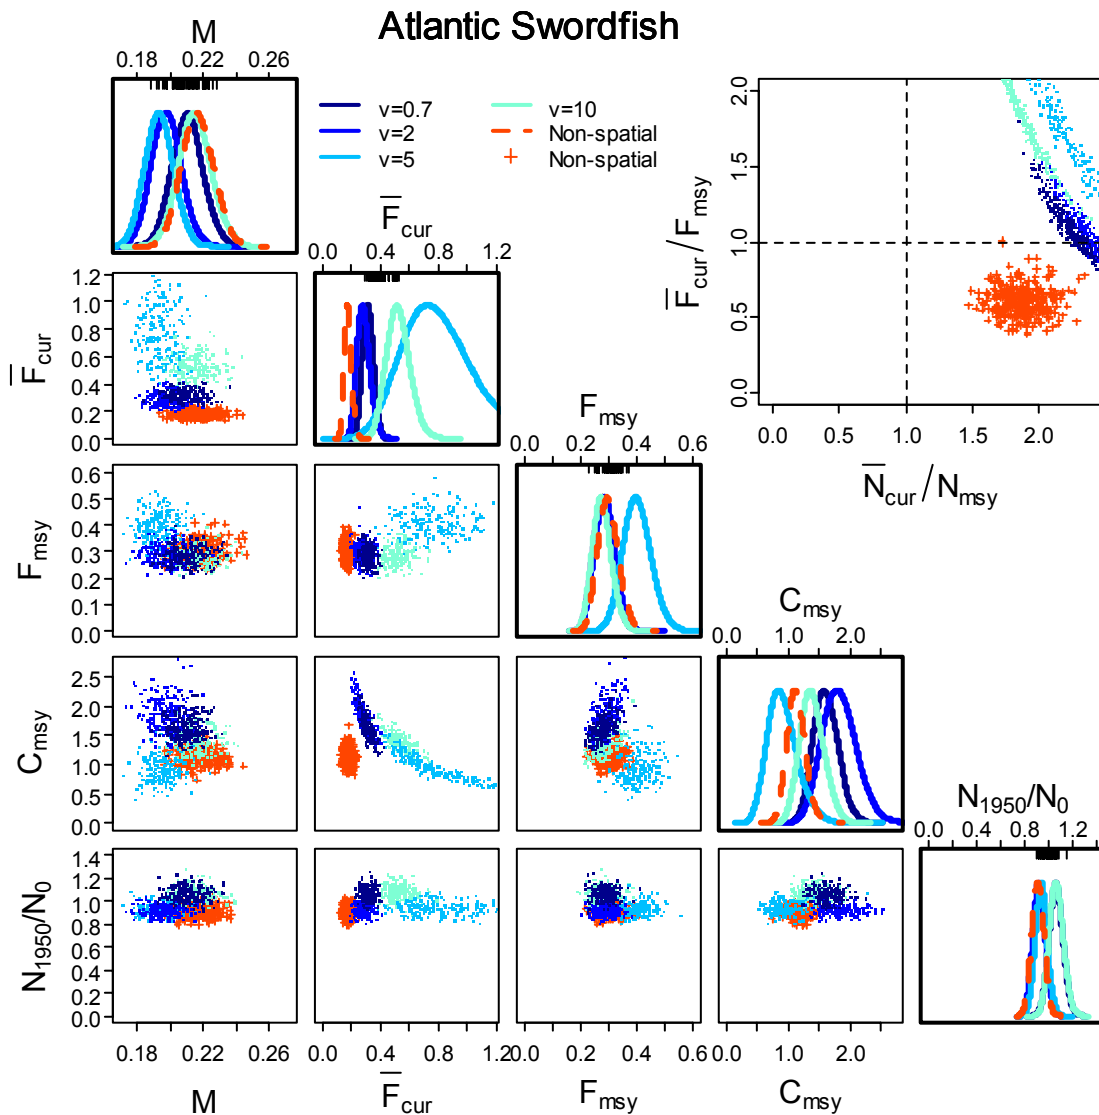 Atlantic Swordfish
M
0.18 0.22 0.26
v=0.7
v=2
v=5
v=10
Non-spatial
Non-spatial
F̅cur
0.0 0.4 0.8 1.2
F̅cur / Fmsy
0.0 0.5 1.0 1.5 2.0
0.0 0.5 1.0 1.5 2.0
N̅cur / Nmsy
F̅cur
0.0 0.2 0.4 0.6 0.8 1.0 1.2
Fmsy
0.0 0.2 0.4 0.6
Fmsy
0.0 0.1 0.2 0.3 0.4 0.5 0.6
Cmsy
0.0 1.0 2.0
Cmsy
0.0 0.5 1.0 1.5 2.0 2.5
N1950/N0
0.0 0.4 0.8 1.2
N1950/N0
0.0 0.2 0.4 0.6 0.8 1.0 1.2 1.4
0.18 0.22 0.26
0.0 0.4 0.8 1.2
0.0 0.2 0.4 0.6
0.0 1.0 2.0
M
F̅cur
Fmsy
Cmsy